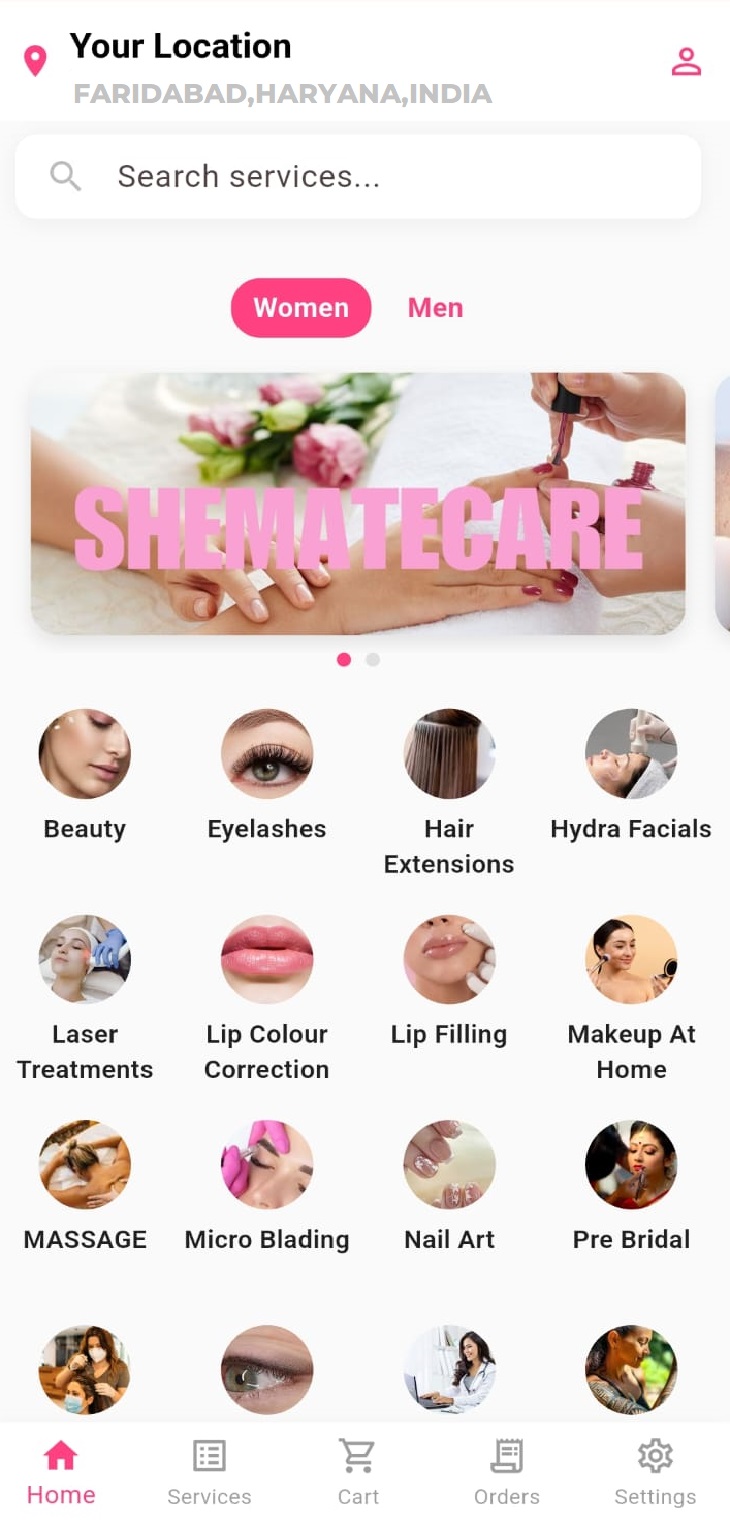 Your Location
FARIDABAD,HARYANA,INDIA
Search services...
Women
Men
SHEMATECARE
Beauty
Eyelashes
Hair
Extensions
Hydra Facials
Laser
Treatments
Lip Colour
Correction
Lip Filling
Makeup At
Home
MASSAGE
Micro Blading
Nail Art
Pre Bridal
Home
Services
Cart
Orders
Settings